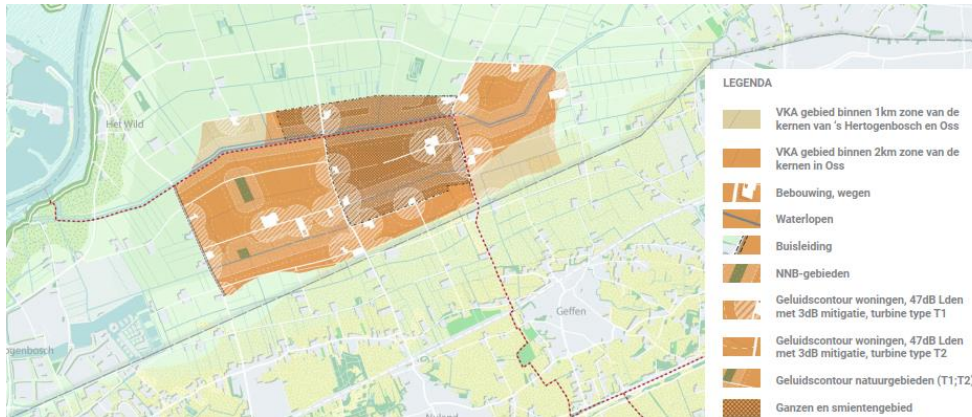 Het Wild
Geffen
ogenbosch
Nuland
LEGENDA
VKA gebied binnen 1km zone van de
kernen van 's Hertogenbosch en Oss
VKA gebied binnen 2km zone van de
kernen in Oss
Bebouwing, wegen
Waterlopen
Buisleiding
NNB-gebieden
Geluidscontour woningen, 47dB Lden
met 3dB mitigatie, turbine type T1
Geluidscontour woningen, 47dB Lden
met 3dB mitigatie, turbine type T2
Geluidscontour natuurgebieden (T1;T2)
Ganzen en smientengebied